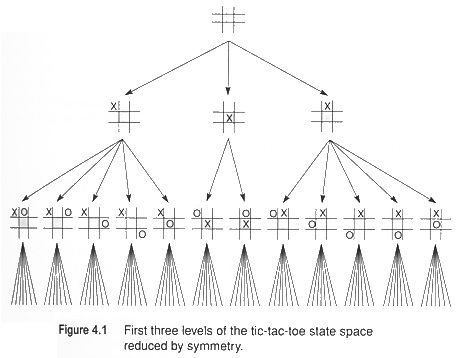 X X X
X O X O X X X O X O X O X X X X X
O X X O O O
O O O
Figure 4.1 First three levels of the tic-tac-toe state space
reduced by symmetry.